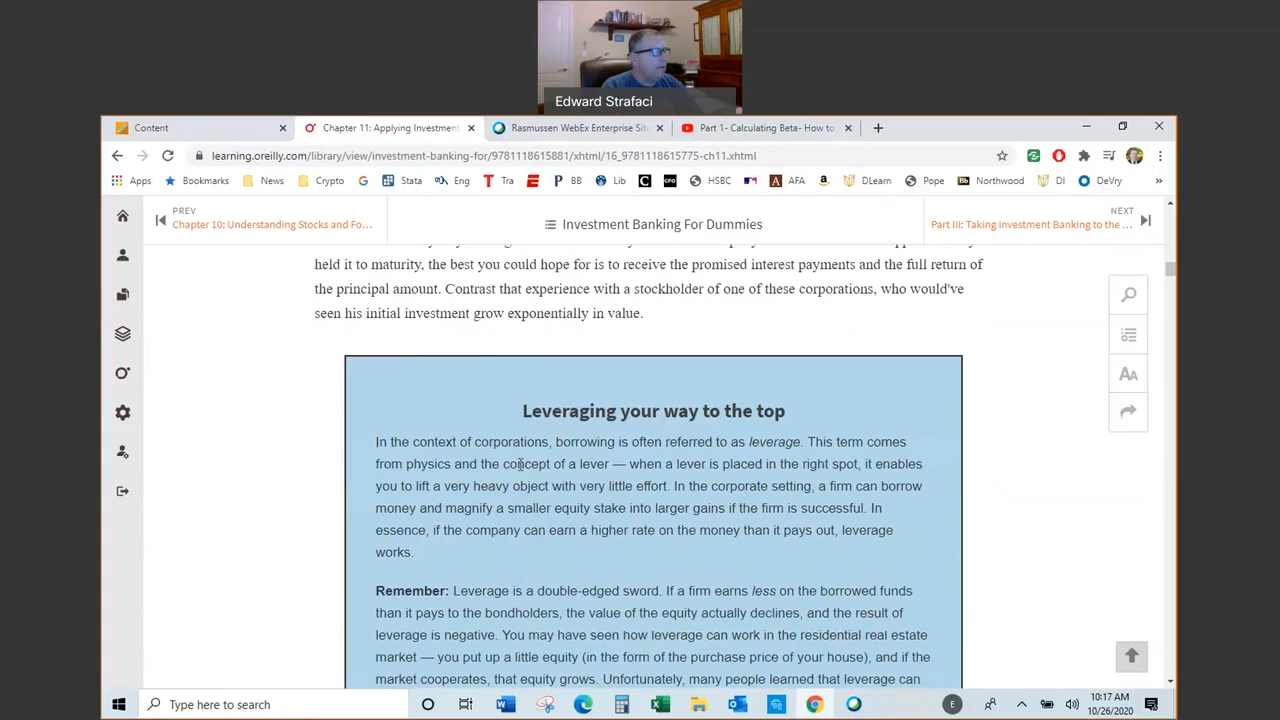 Edward Strafaci
Content
Chapter 11: Applying Investment
Rasmussen WebEx Enterprise Site
Part 1- Calculating Beta- How to
learning.oreilly.com/library/view/investment-banking-for/9781118615881/xhtml/16_9781118615775-ch11.xhtml
Apps Bookmarks News Crypto Stata Eng Tra BB Lib HSBC AFA DLearn Pope Northwood DI DeVry »
PREV
Chapter 10: Understanding Stocks and Fo...
Investment Banking For Dummies
NEXT
Part III: Taking Investment Banking to the ...
held it to maturity, the best you could hope for is to receive the promised interest payments and the full return of
the principal amount. Contrast that experience with a stockholder of one of these corporations, who would've
seen his initial investment grow exponentially in value.
Leveraging your way to the top
In the context of corporations, borrowing is often referred to as leverage. This term comes
from physics and the concept of a lever — when a lever is placed in the right spot, it enables
you to lift a very heavy object with very little effort. In the corporate setting, a firm can borrow
money and magnify a smaller equity stake into larger gains if the firm is successful. In
essence, if the company can earn a higher rate on the money than it pays out, leverage
works.
Remember: Leverage is a double-edged sword. If a firm earns less on the borrowed funds
than it pays to the bondholders, the value of the equity actually declines, and the result of
leverage is negative. You may have seen how leverage can work in the residential real estate
market — you put up a little equity (in the form of the purchase price of your house), and if the
market cooperates, that equity grows. Unfortunately, many people learned that leverage can
Type here to search
E
10:17 AM
10/26/2020